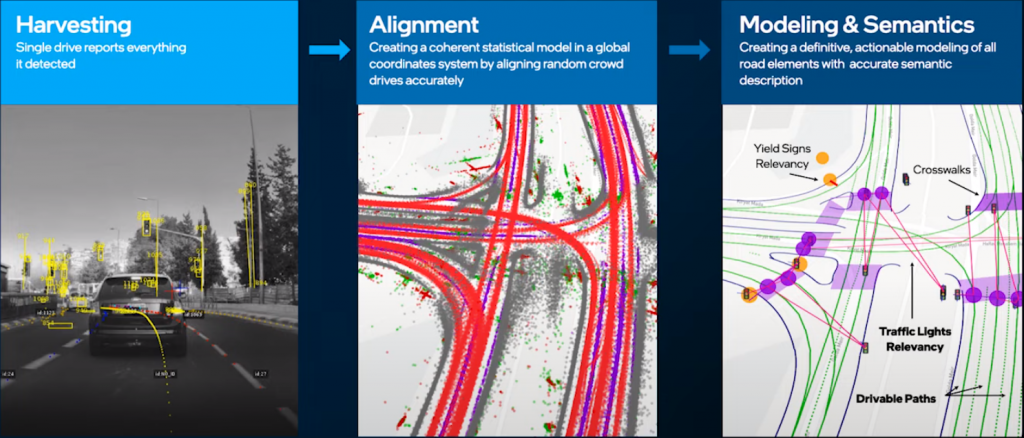 Harvesting
Single drive reports everything
it detected
Alignment
Creating a coherent statistical model in a global
coordinates system by aligning random crowd
drives accurately
Modeling & Semantics
Creating a definitive, actionable modeling of all
road elements with accurate semantic
description
Yield Signs
Relevancy
Crosswalks
Traffic Lights
Relevancy
Drivable Paths